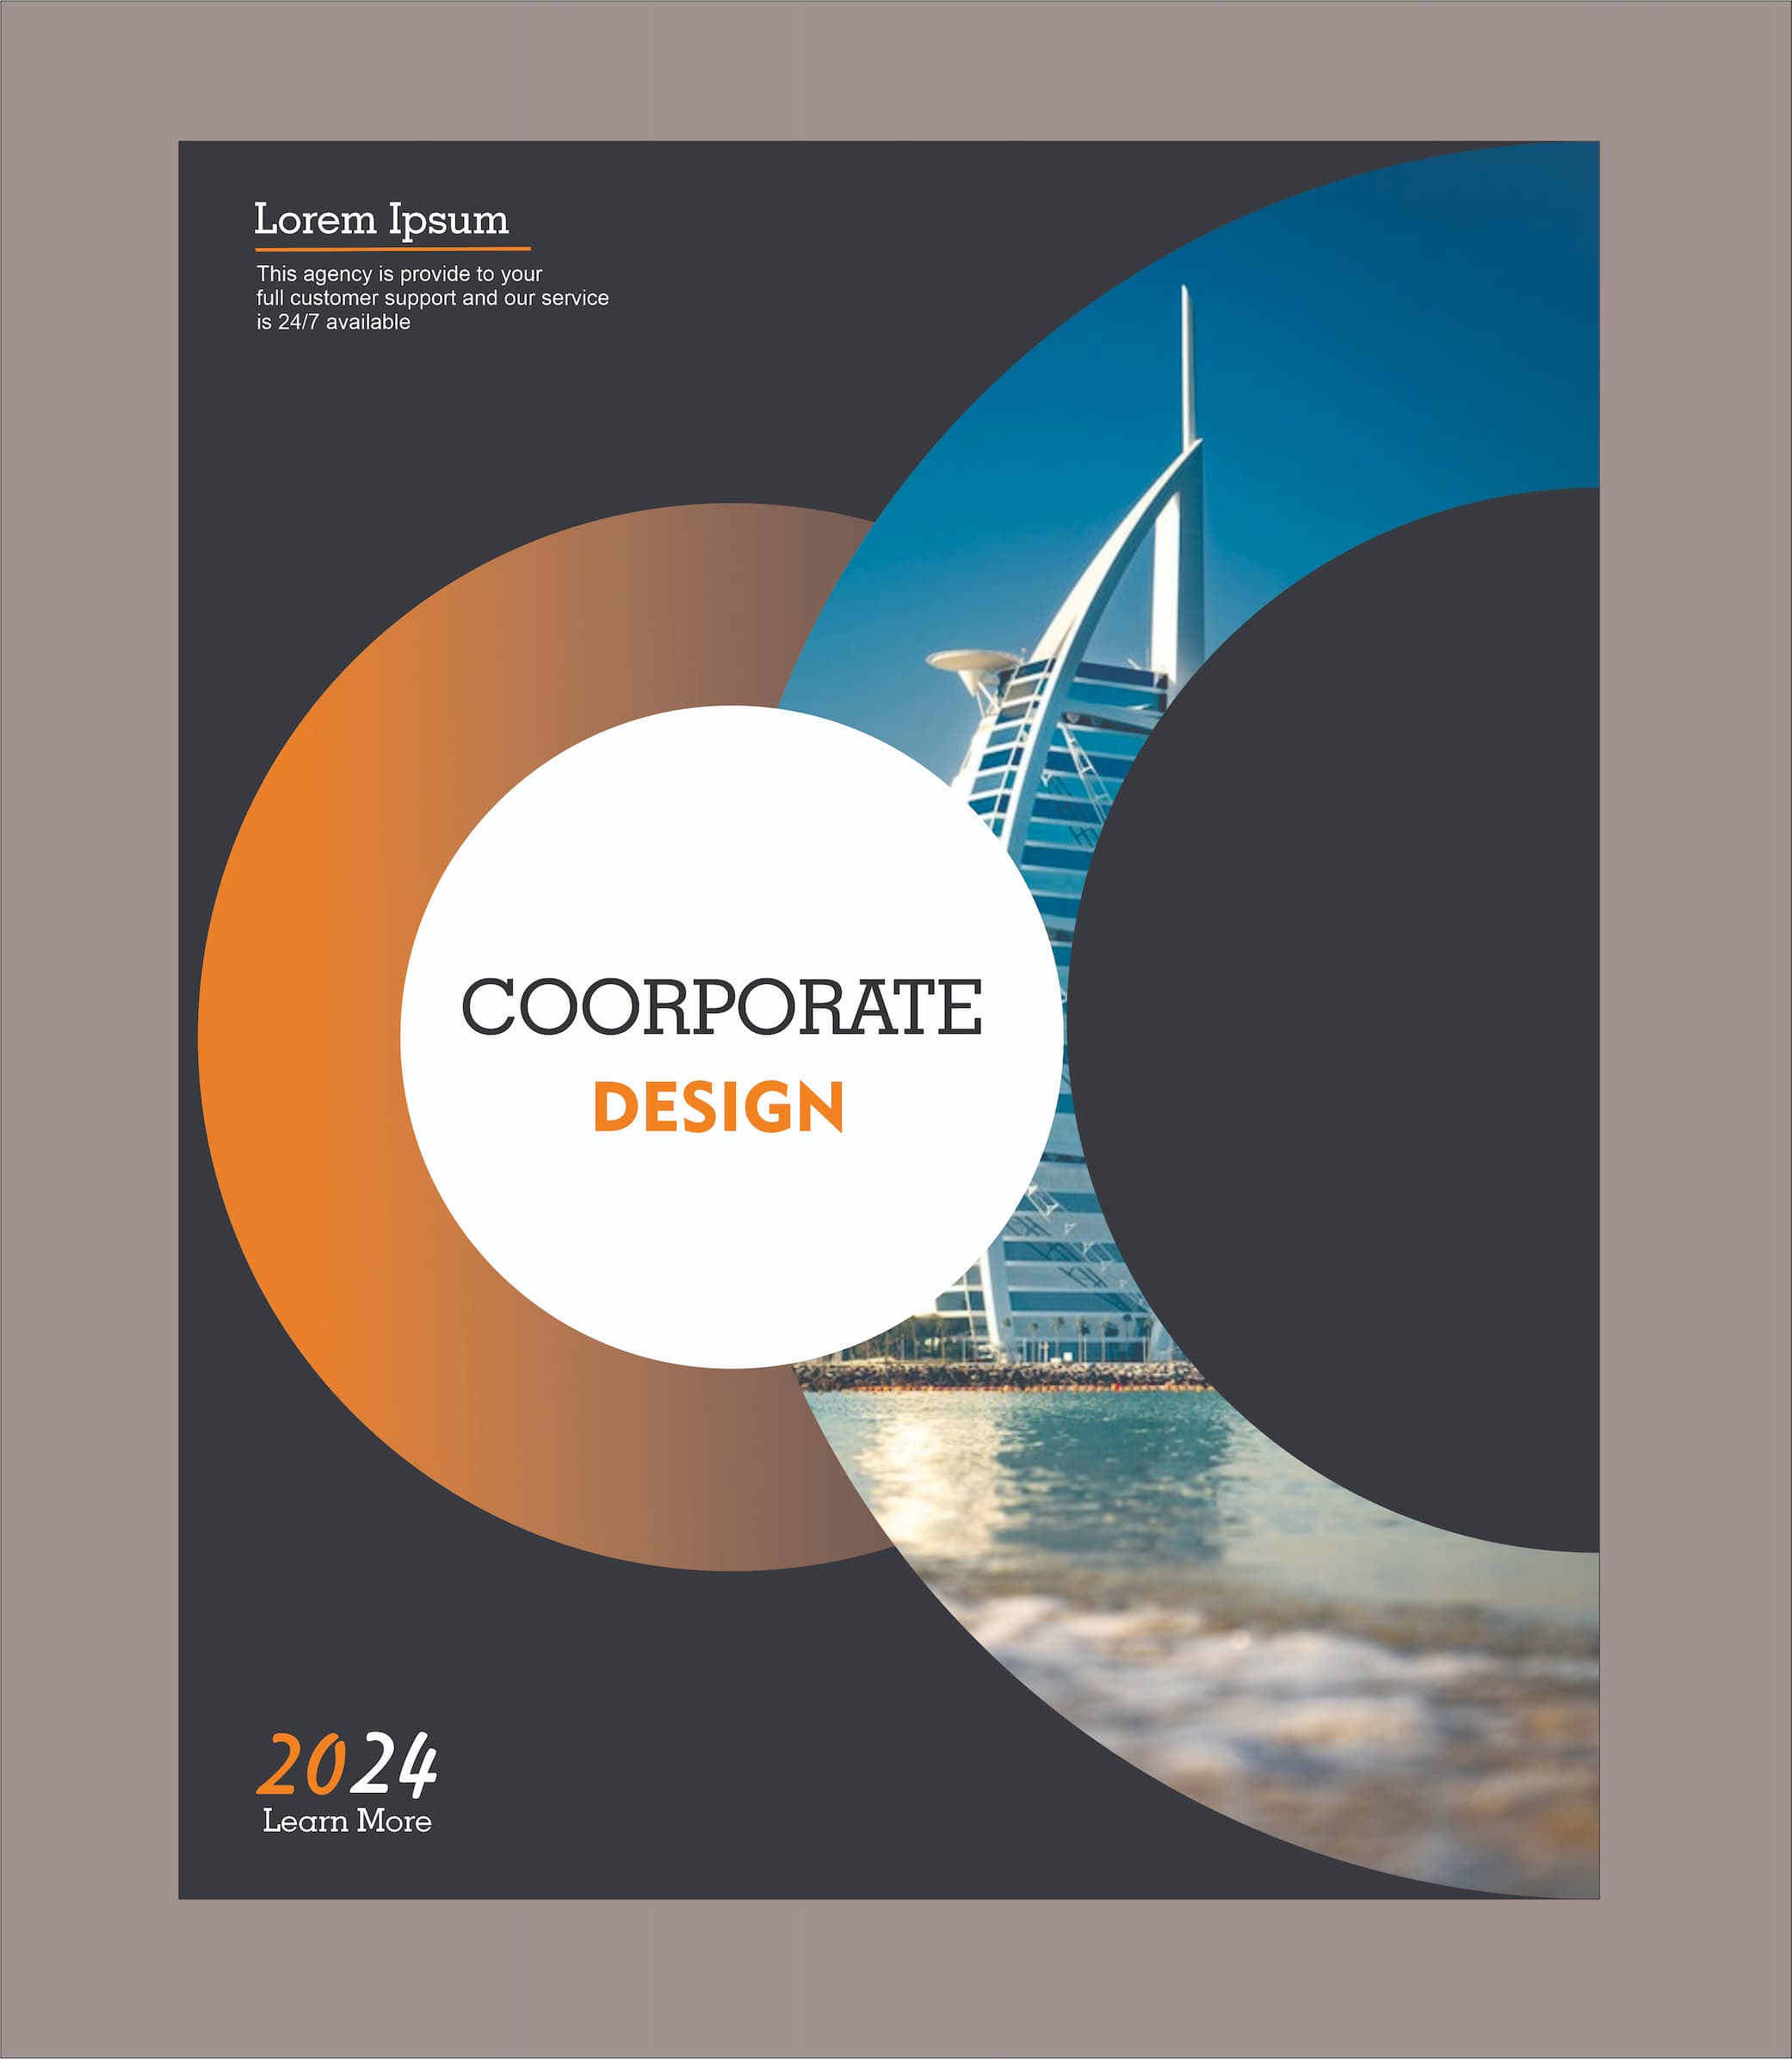 Lorem Ipsum
This agency is provide to your
full customer support and our service
is 24/7 available
COORPORATE
DESIGN
2024
Learn More